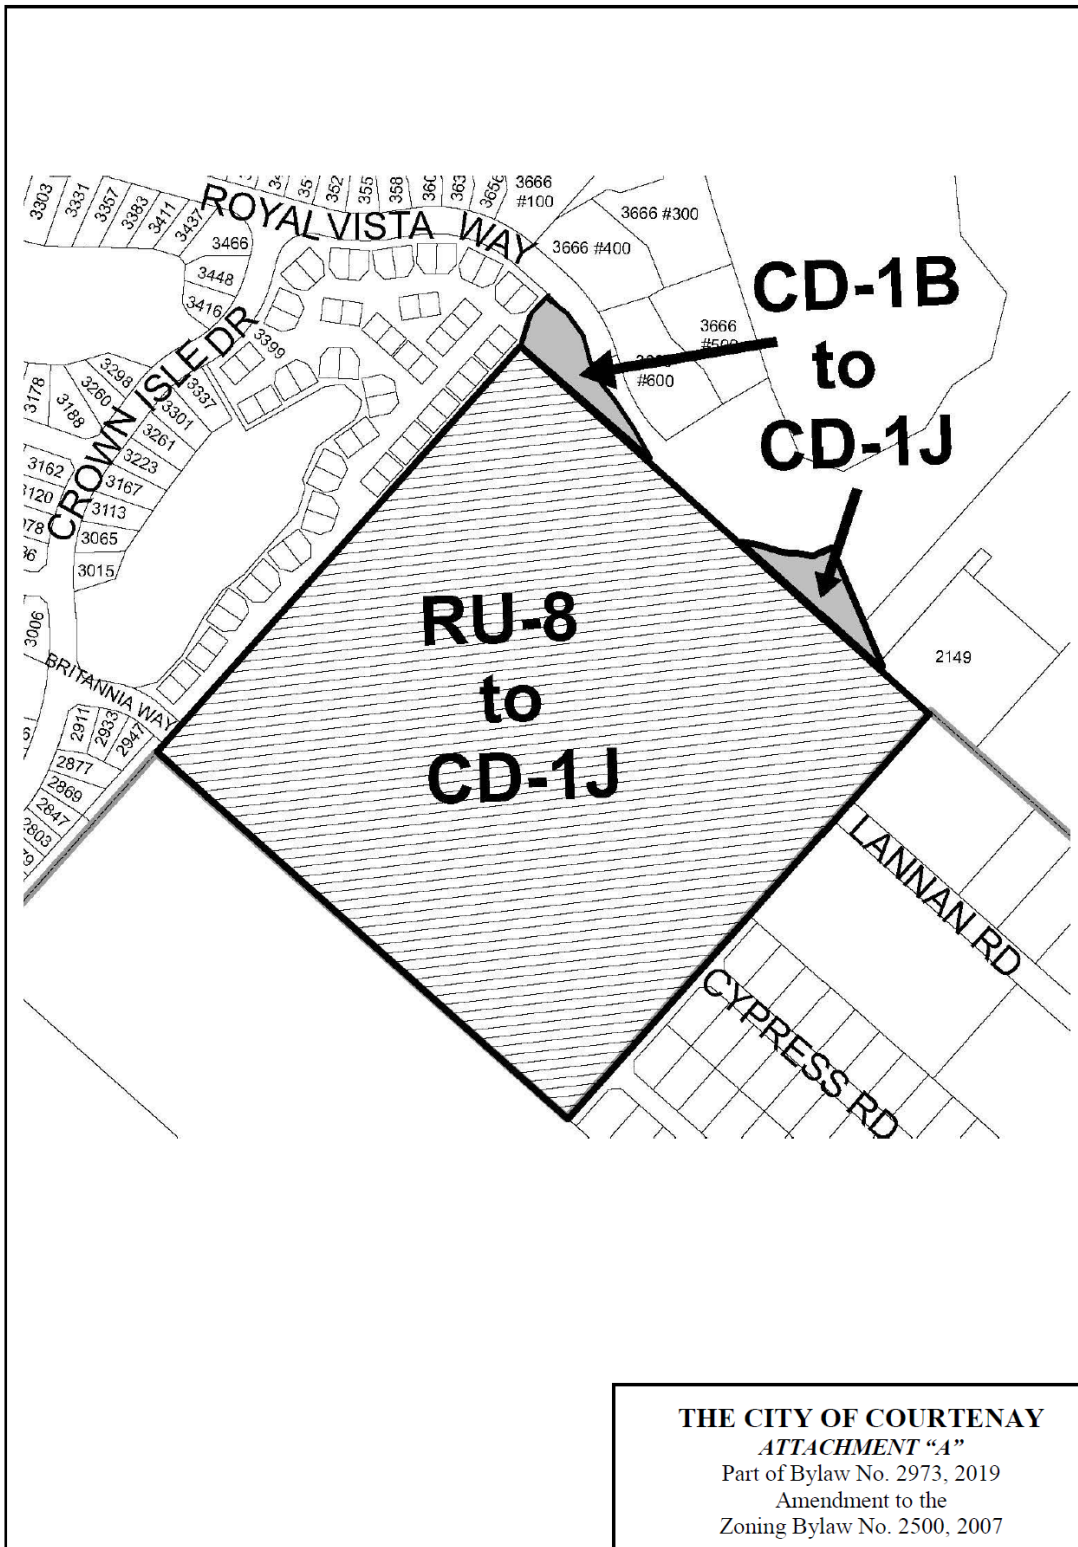 3303
3331
3357
3383
3411
3437
352
355
358
3656
3666
#100
3666 #300
3666 #400
ROYAL VISTA WAY
3466
3448
3416
3399
3666
#600
CD-1B
to
CD-1J
CROWN ISLE DR
3178
3188
3260
3298
3337
3301
3261
3223
3167
3113
3065
3015
3162
3120
3006
BRITANNIA WAY
2911
2933
2947
2877
2869
2847
2803
RU-8
to
CD-1J
2149
LANNAN RD
CYPRESS RD
THE CITY OF COURTENAY
ATTACHMENT “A”
Part of Bylaw No. 2973, 2019
Amendment to the
Zoning Bylaw No. 2500, 2007